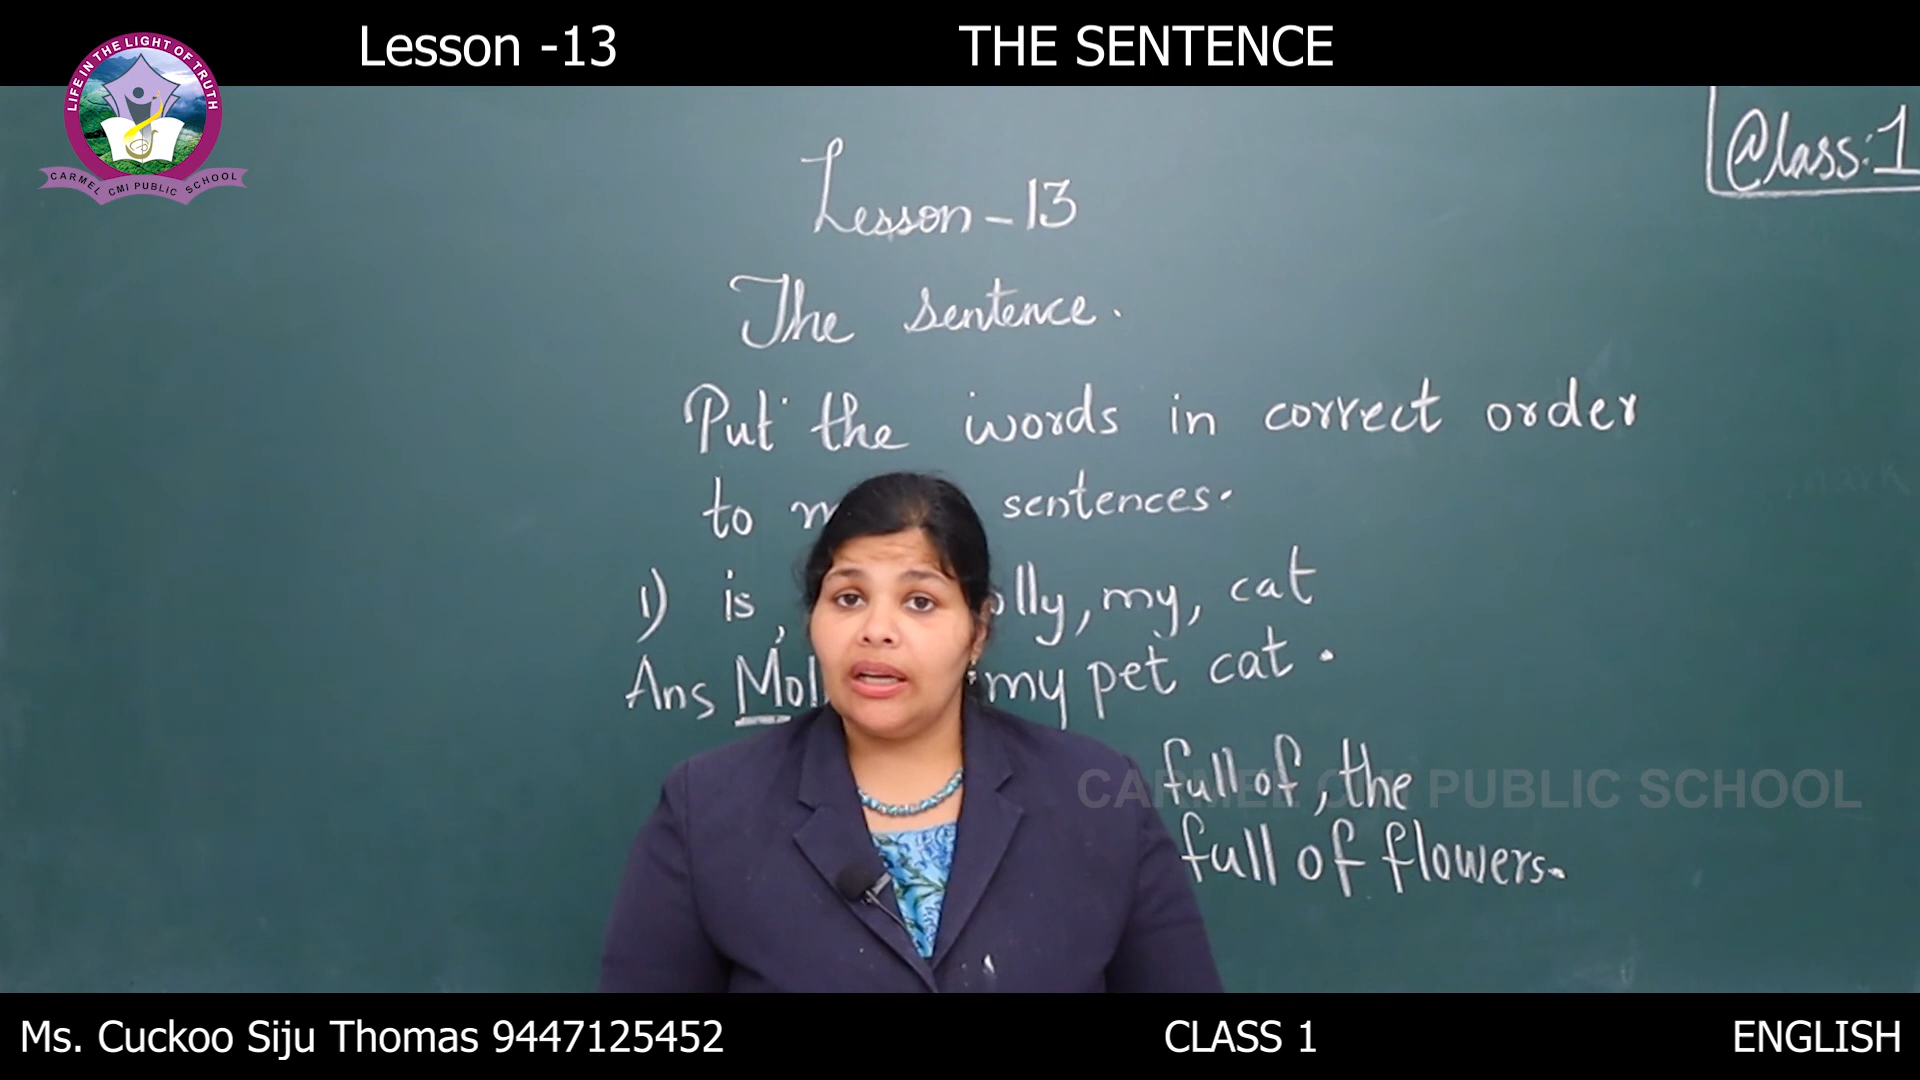 Lesson -13 THE SENTENCE
LIFE IN THE LIGHT OF TRUTH
CARMEL CMI PUBLIC SCHOOL
Class: 1
Lesson - 13
The sentence.
Put the words in correct order
to sentences.
1) is , my, cat
Ans my pet cat.
full of, the
CARMEL CMI PUBLIC SCHOOL
full of flowers.
Ms. Cuckoo Siju Thomas 9447125452 CLASS 1 ENGLISH